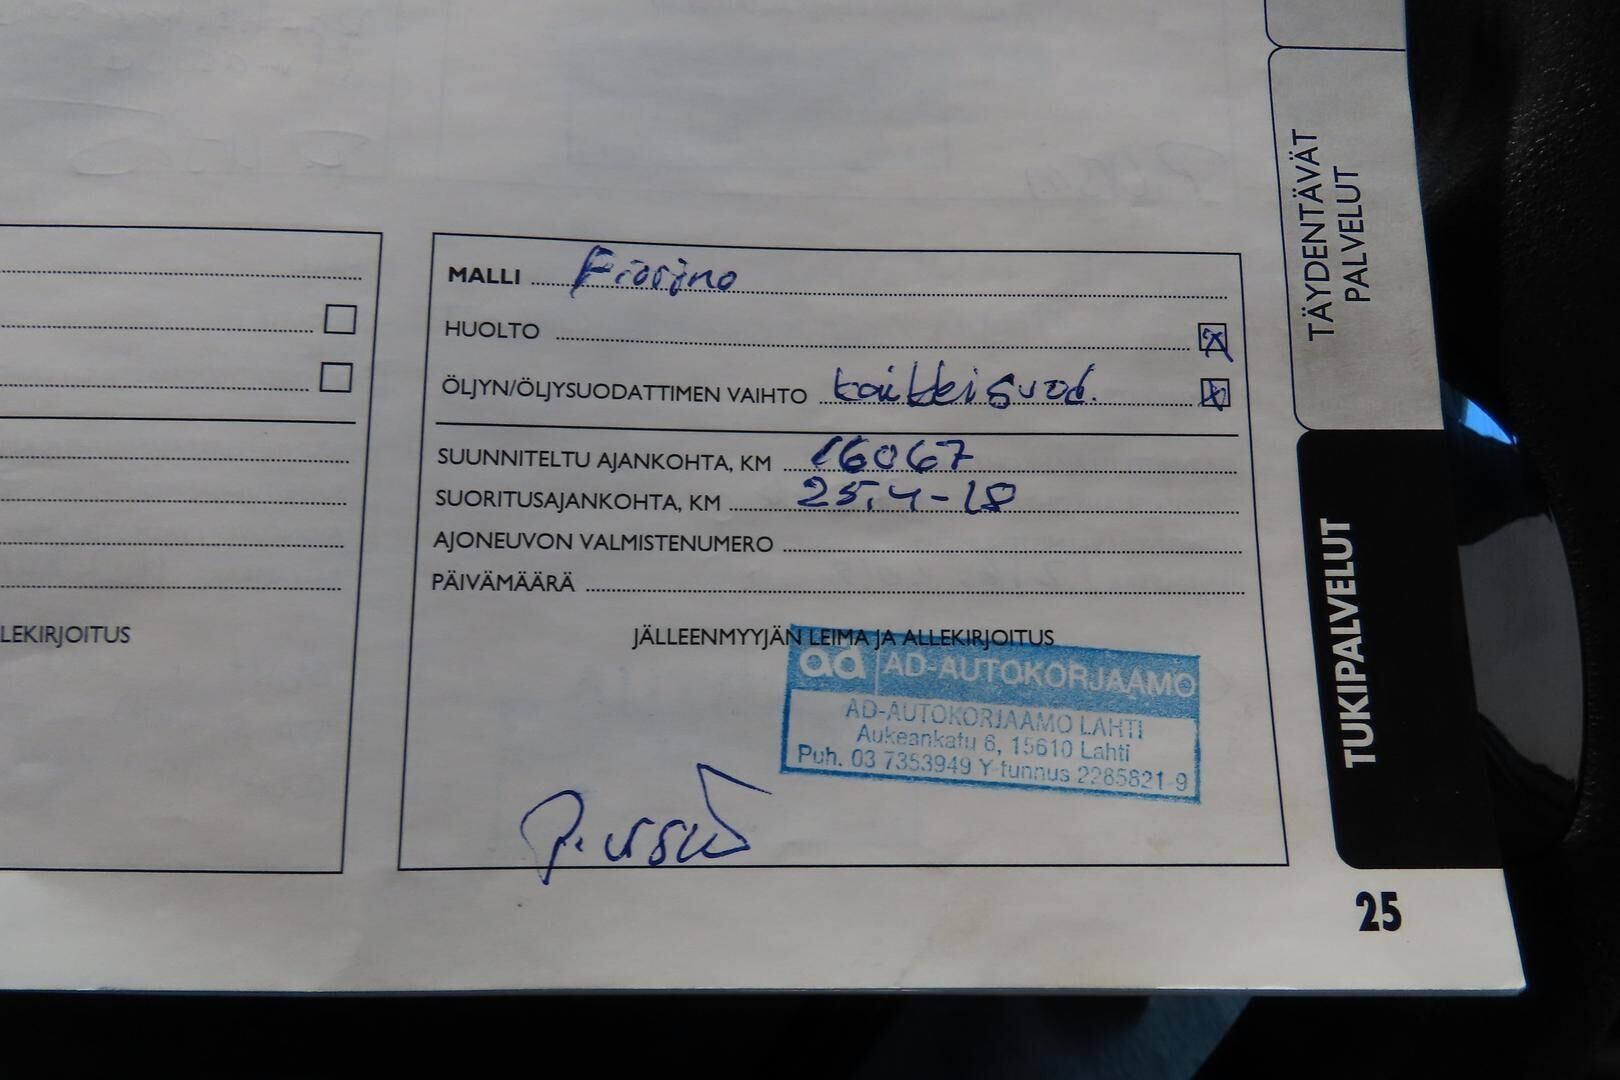 MALLI Fiorino
HUOLTO
ÖLJYN/ÖLJYSUODATTIMEN VAIHTO kaikki suod.
SUUNNITELTU AJANKOHTA, KM 16067
SUORITUSAJANKOHTA, KM 25.4-18
AJONEUVON VALMISTENUMERO
PÄIVÄMÄÄRÄ
LEKIRJOITUS
JÄLLEENMYYJÄN LEIMA JA ALLEKIRJOITUS
ad AD-AUTOKORJAAMO
AD-AUTOKORJAAMO LAHTI
Aukeankatu 6, 15610 Lahti
Puh. 03 7353949 Y-tunnus 2285821-9
TÄYDENTÄVÄT
PALVELUT
TUKIPALVELUT
25